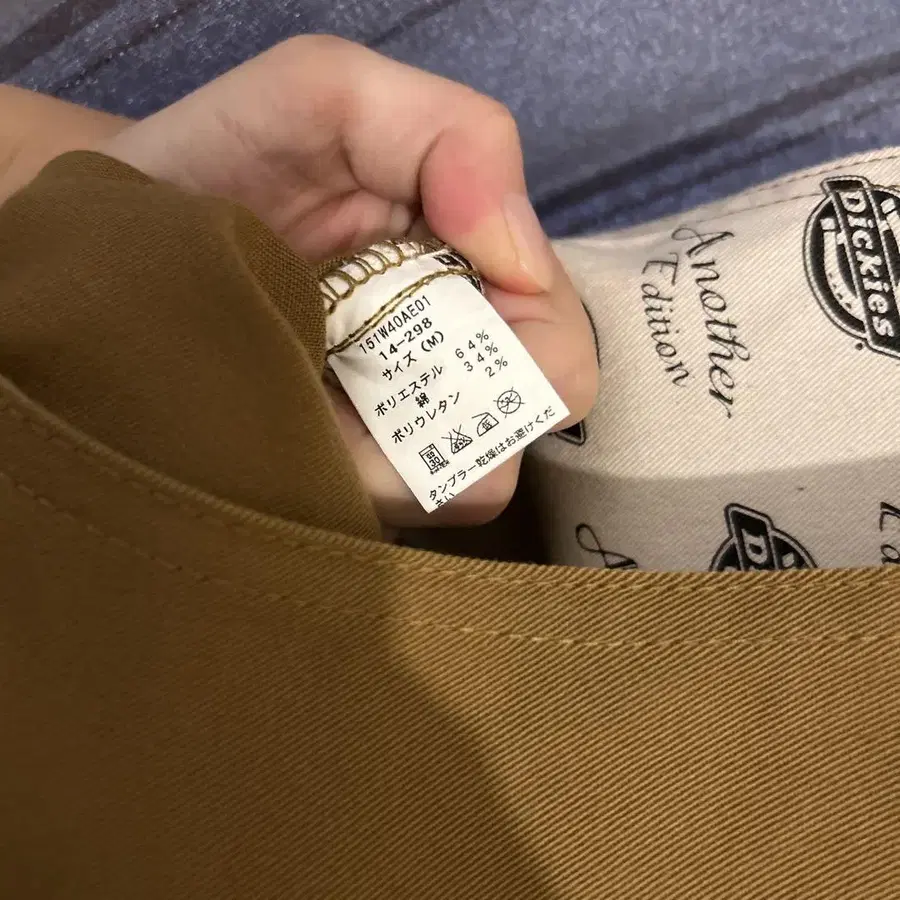 151W40AE01
14-298
サイズ (M)
ポリエステル 64%
綿 34%
ポリウレタン 2%
タンブラー乾燥はお避けくだ
さい
Another
Edition
Dickies